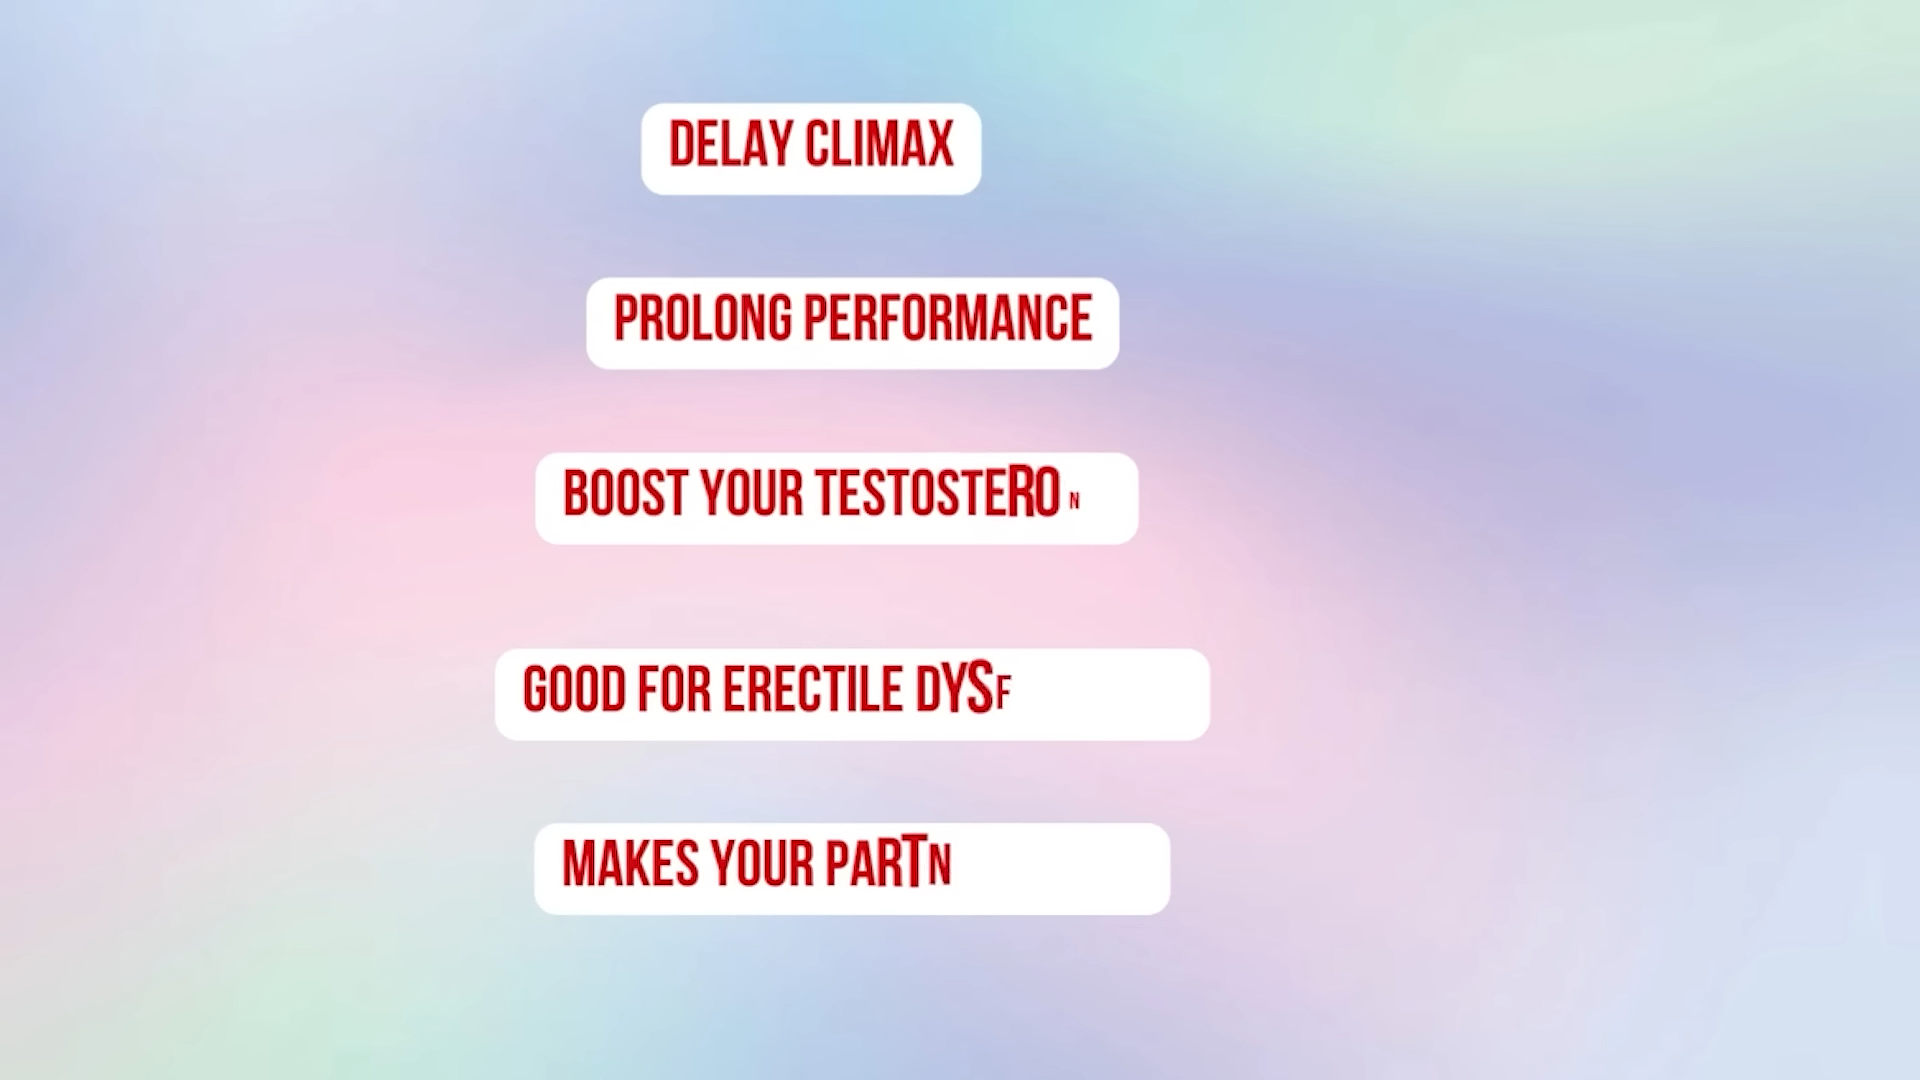 DELAY CLIMAX
PROLONG PERFORMANCE
BOOST YOUR TESTOSTERON
GOOD FOR ERECTILE DYSF
MAKES YOUR PARTN